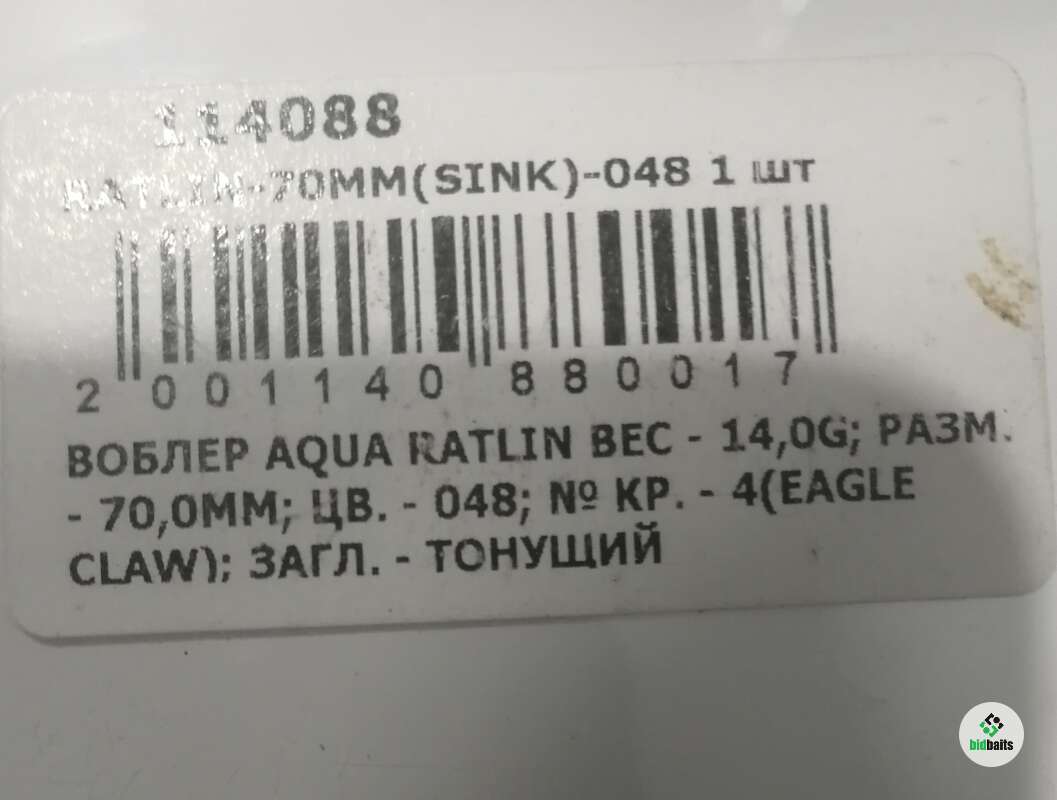 114088
RATLIN-70MM(SINK)-048 1 шт
2 001140 880017
ВОБЛЕР AQUA RATLIN ВЕС - 14,0G; РАЗМ.
- 70,0ММ; ЦВ. - 048; № КР. - 4(EAGLE
CLAW); ЗАГЛ. - ТОНУЩИЙ
bidbaits